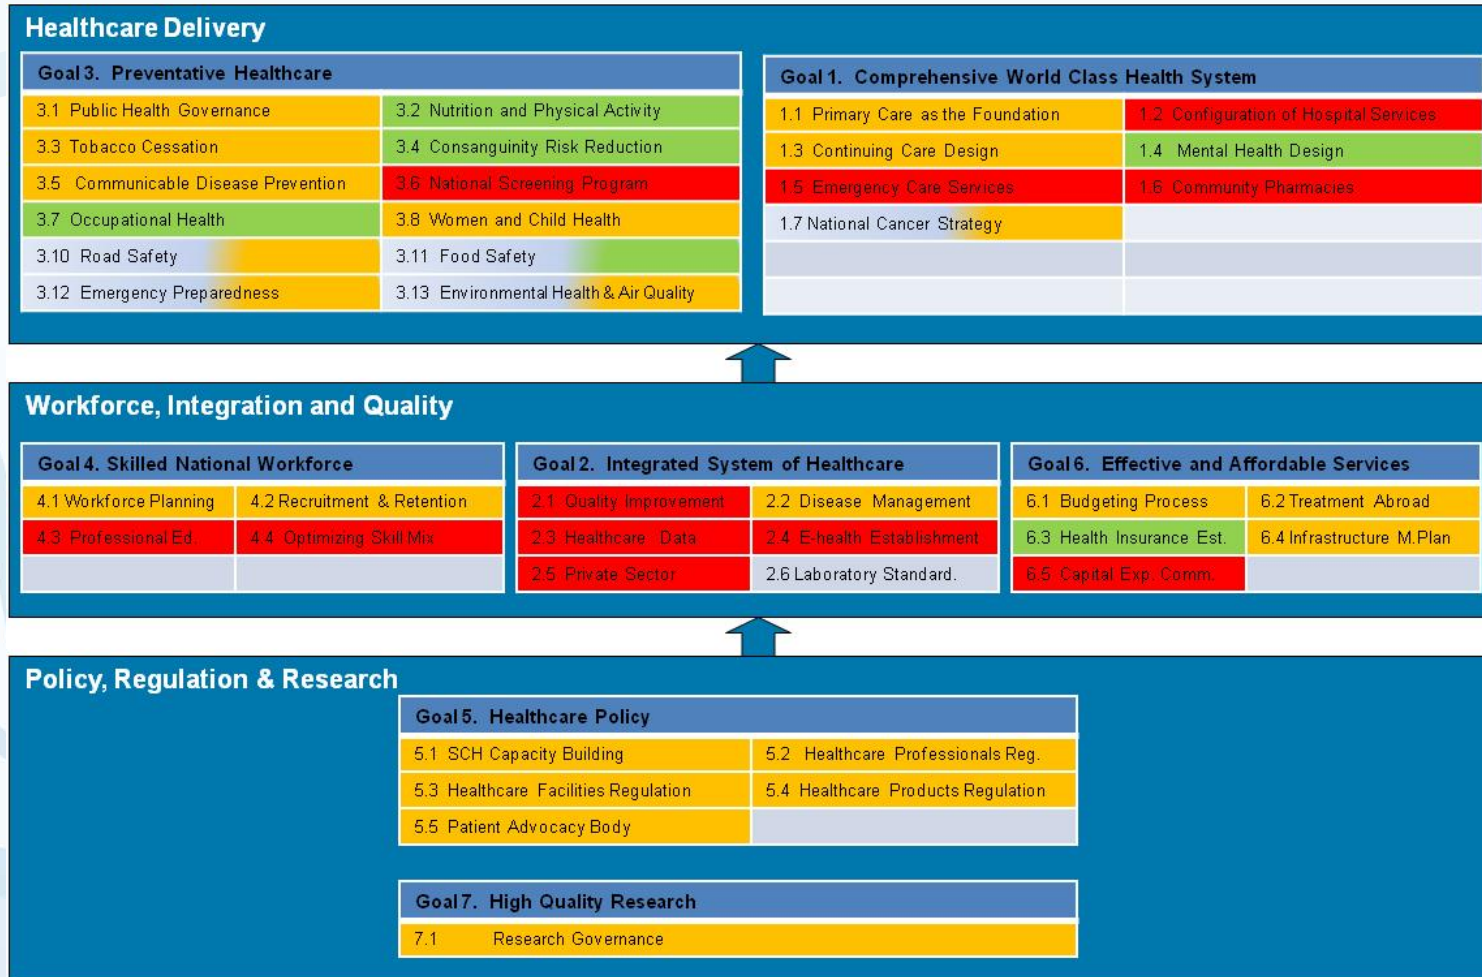 Healthcare Delivery
Goal 3. Preventative Healthcare
3.1 Public Health Governance
3.2 Nutrition and Physical Activity
3.3 Tobacco Cessation
3.4 Consanguinity Risk Reduction
3.5 Communicable Disease Prevention
3.6 National Screening Program
3.7 Occupational Health
3.8 Women and Child Health
3.10 Road Safety
3.11 Food Safety
3.12 Emergency Preparedness
3.13 Environmental Health & Air Quality
Goal 1. Comprehensive World Class Health System
1.1 Primary Care as the Foundation
1.2 Configuration of Hospital Services
1.3 Continuing Care Design
1.4 Mental Health Design
1.5 Emergency Care Services
1.6 Community Pharmacies
1.7 National Cancer Strategy
Workforce, Integration and Quality
Goal 4. Skilled National Workforce
4.1 Workforce Planning
4.2 Recruitment & Retention
4.3 Professional Ed.
4.4 Optimizing Skill Mix
Goal 2. Integrated System of Healthcare
2.1 Quality Improvement
2.2 Disease Management
2.3 Healthcare Data
2.4 E-health Establishment
2.5 Private Sector
2.6 Laboratory Standard.
Goal 6. Effective and Affordable Services
6.1 Budgeting Process
6.2 Treatment Abroad
6.3 Health Insurance Est.
6.4 Infrastructure M.Plan
6.5 Capital Exp. Comm.
Policy, Regulation & Research
Goal 5. Healthcare Policy
5.1 SCH Capacity Building
5.2 Healthcare Professionals Reg.
5.3 Healthcare Facilities Regulation
5.4 Healthcare Products Regulation
5.5 Patient Advocacy Body
Goal 7. High Quality Research
7.1 Research Governance